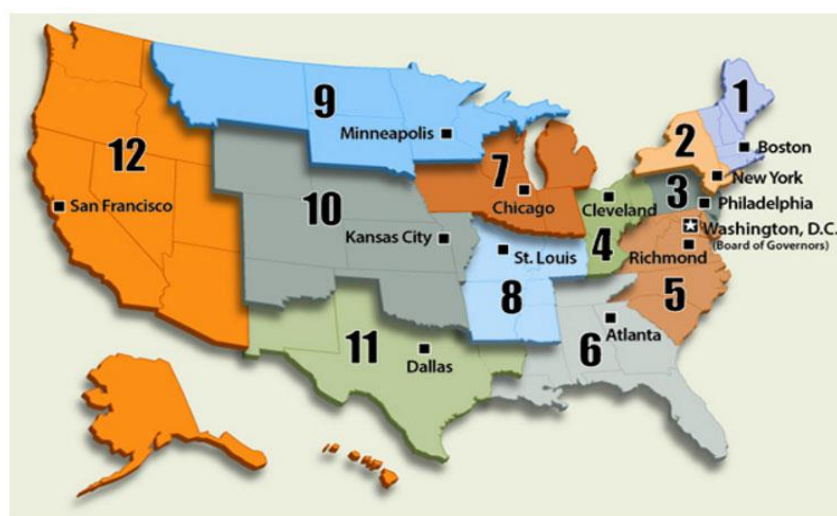 1
9
Minneapolis
2
Boston
12
7
New York
3
San Francisco
10
Chicago
Cleveland
Philadelphia
Washington, D.C.
(Board of Governors)
Kansas City
4
Richmond
St. Louis
8
5
11
6
Atlanta
Dallas